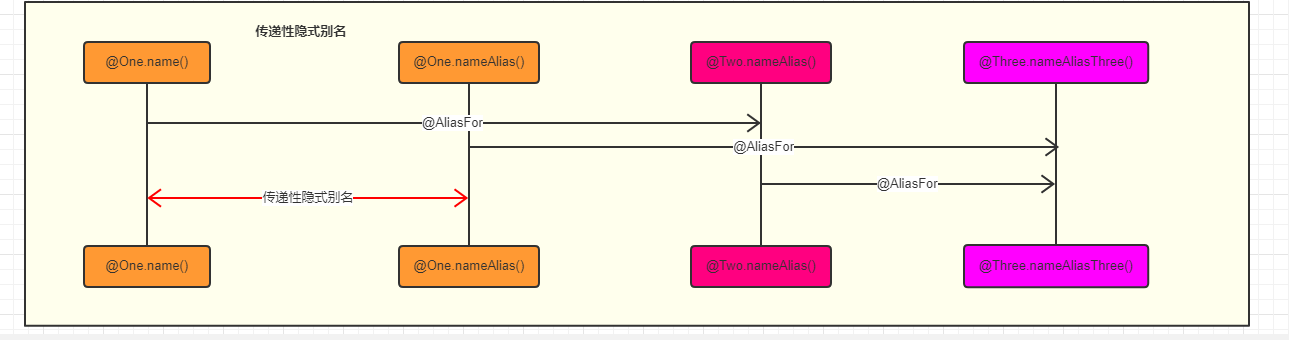 传递性隐式别名
@One.name()
@One.nameAlias()
@Two.nameAlias()
@Three.nameAliasThree()
@AliasFor
@AliasFor
@AliasFor
传递性隐式别名
@One.name()
@One.nameAlias()
@Two.nameAlias()
@Three.nameAliasThree()